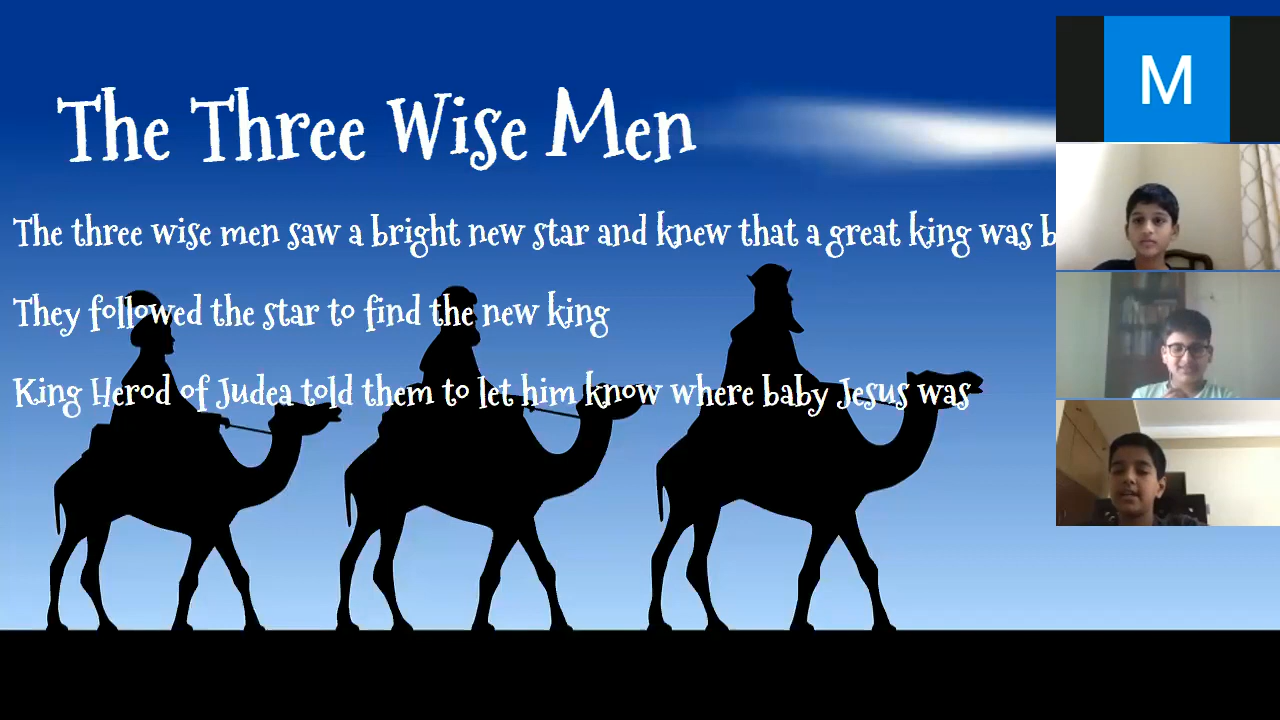 The Three Wise Men
The three wise men saw a bright new star and knew that a great king was
They followed the star to find the new king
King Herod of Judea told them to let him know where baby Jesus was
M